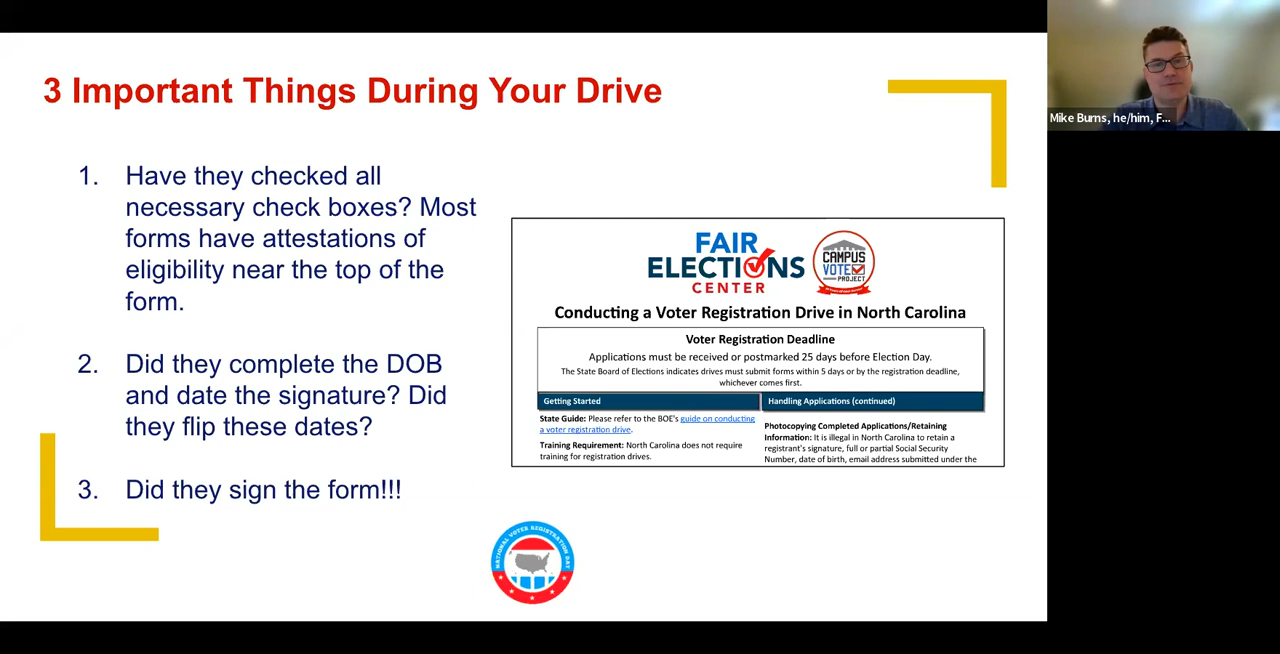 3 Important Things During Your Drive
1. Have they checked all
necessary check boxes? Most
forms have attestations of
eligibility near the top of the
form.
2. Did they complete the DOB
and date the signature? Did
they flip these dates?
3. Did they sign the form!!!
FAIR
ELECTIONS
CENTER
CAMPUS
VOTE
PROJECT
Conducting a Voter Registration Drive in North Carolina
Voter Registration Deadline
Applications must be received or postmarked 25 days before Election Day.
The State Board of Elections indicates drives must submit forms within 5 days or by the registration deadline,
whichever comes first.
Getting Started
State Guide: Please refer to the BOE's guide on conducting
a voter registration drive.
Training Requirement: North Carolina does not require
training for registration drives.
Handling Applications (continued)
Photocopying Completed Applications/Retaining
Information: It is illegal in North Carolina to retain a
registrant's signature, full or partial Social Security
Number, date of birth, email address submitted under the
NATIONAL VOTER REGISTRATION DAY
Mike Burns, he/him, F...